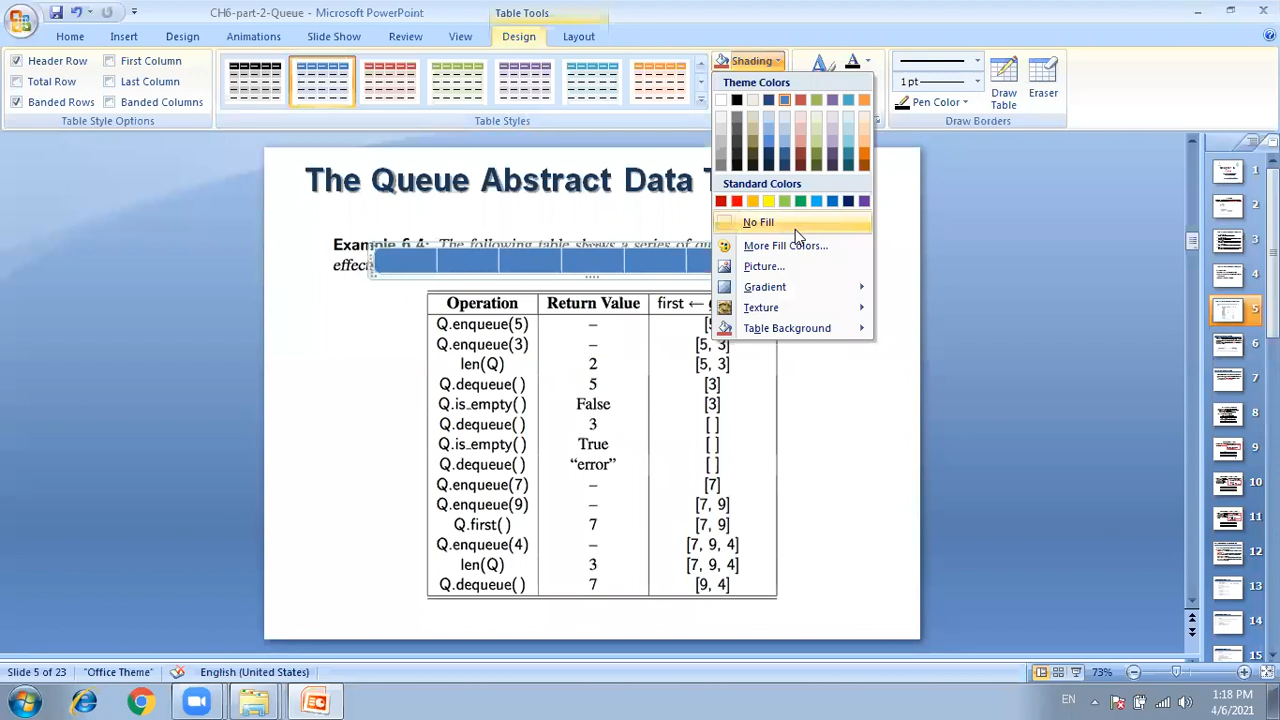 CH6-part-2-Queue - Microsoft PowerPoint
Table Tools
Home Insert Design Animations Slide Show Review View Design Layout
Header Row First Column
Total Row Last Column
Banded Rows Banded Columns
Table Style Options
Table Styles
Shading
1 pt
Pen Color
Draw Table
Eraser
Draw Borders
Theme Colors
Standard Colors
No Fill
More Fill Colors...
Picture...
Gradient
Texture
Table Background
The Queue Abstract Data T
Example 6.4: The following table shows a series of qu
effec
Operation Return Value first ←
Q.enqueue(5) –
Q.enqueue(3) – [5, 3]
len(Q) 2 [5, 3]
Q.dequeue( ) 5 [3]
Q.is_empty( ) False [3]
Q.dequeue( ) 3 [ ]
Q.is_empty( ) True [ ]
Q.dequeue( ) “error” [ ]
Q.enqueue(7) – [7]
Q.enqueue(9) – [7, 9]
Q.first( ) 7 [7, 9]
Q.enqueue(4) – [7, 9, 4]
len(Q) 3 [7, 9, 4]
Q.dequeue( ) 7 [9, 4]
1
2
3
4
5
6
7
8
9
10
11
12
13
14
15
Slide 5 of 23 "Office Theme" English (United States) 73%
EN 1:18 PM
4/6/2021